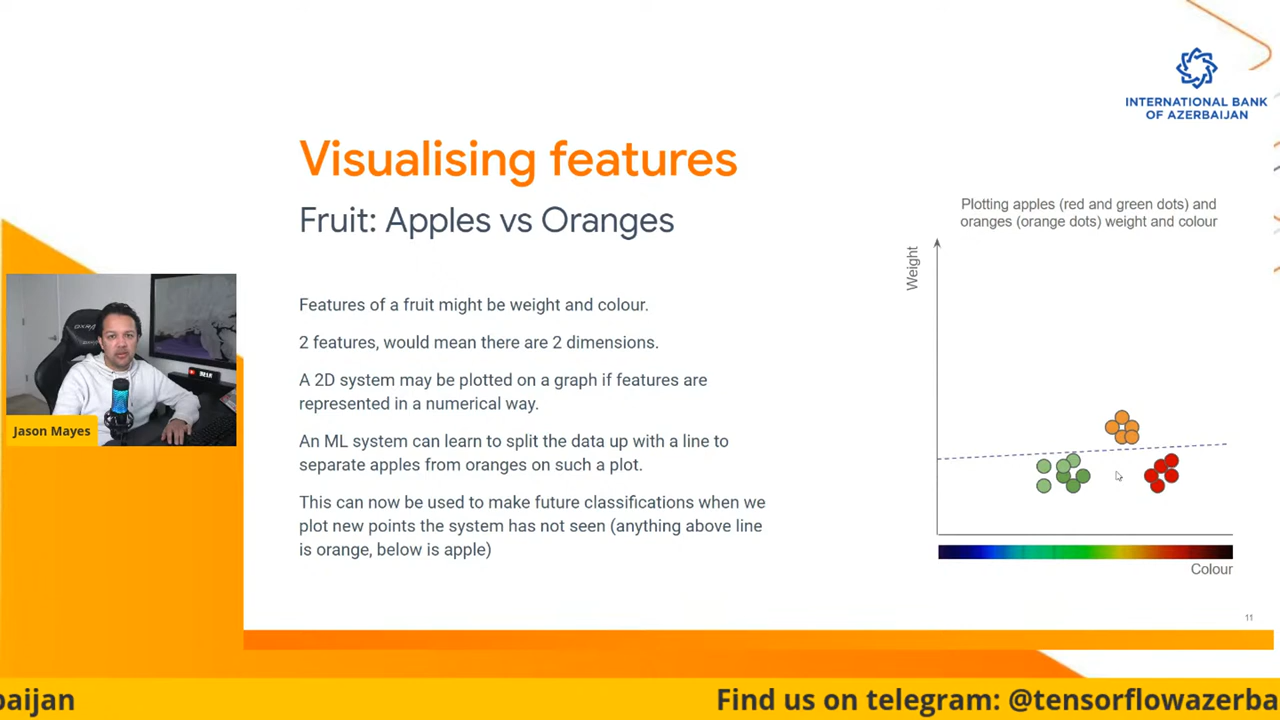 INTERNATIONAL BANK
OF AZERBAIJAN
Visualising features
Fruit: Apples vs Oranges
Features of a fruit might be weight and colour.
2 features, would mean there are 2 dimensions.
A 2D system may be plotted on a graph if features are
represented in a numerical way.
An ML system can learn to split the data up with a line to
separate apples from oranges on such a plot.
This can now be used to make future classifications when we
plot new points the system has not seen (anything above line
is orange, below is apple)
Plotting apples (red and green dots) and
oranges (orange dots) weight and colour
Weight
Colour
11
Jason Mayes
baijan
Find us on telegram: @tensorflowazerba